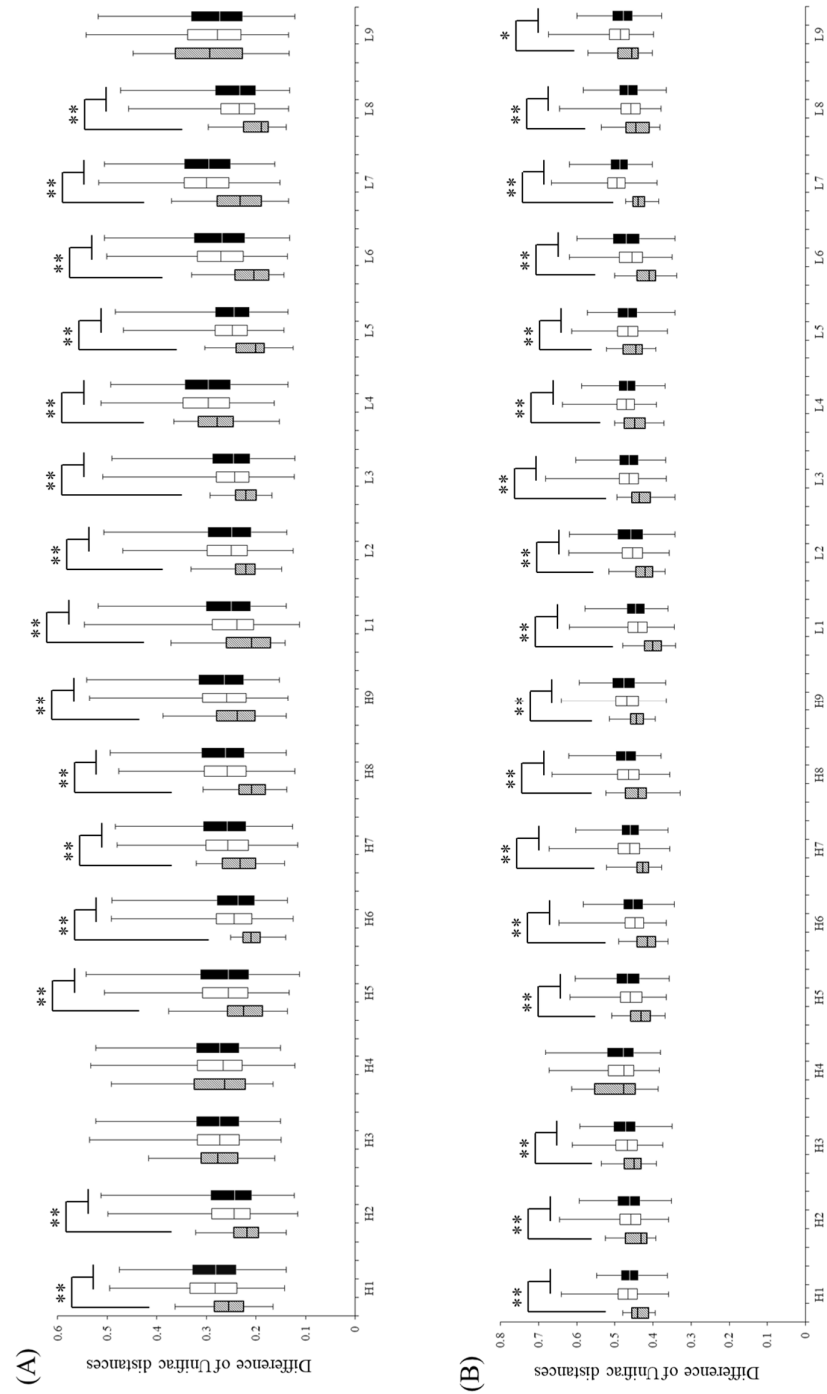 (A)
Difference of Unifrac distances
0.6
0.5
0.4
0.3
0.2
0.1
0
** ** ** ** ** ** ** ** ** ** ** ** ** ** **
H1 H2 H3 H4 H5 H6 H7 H8 H9 L1 L2 L3 L4 L5 L6 L7 L8 L9
(B)
Difference of Unifrac distances
0.8
0.7
0.6
0.5
0.4
0.3
0.2
0.1
0
** ** ** ** ** ** ** ** ** ** ** ** ** ** ** ** *
H1 H2 H3 H4 H5 H6 H7 H8 H9 L1 L2 L3 L4 L5 L6 L7 L8 L9